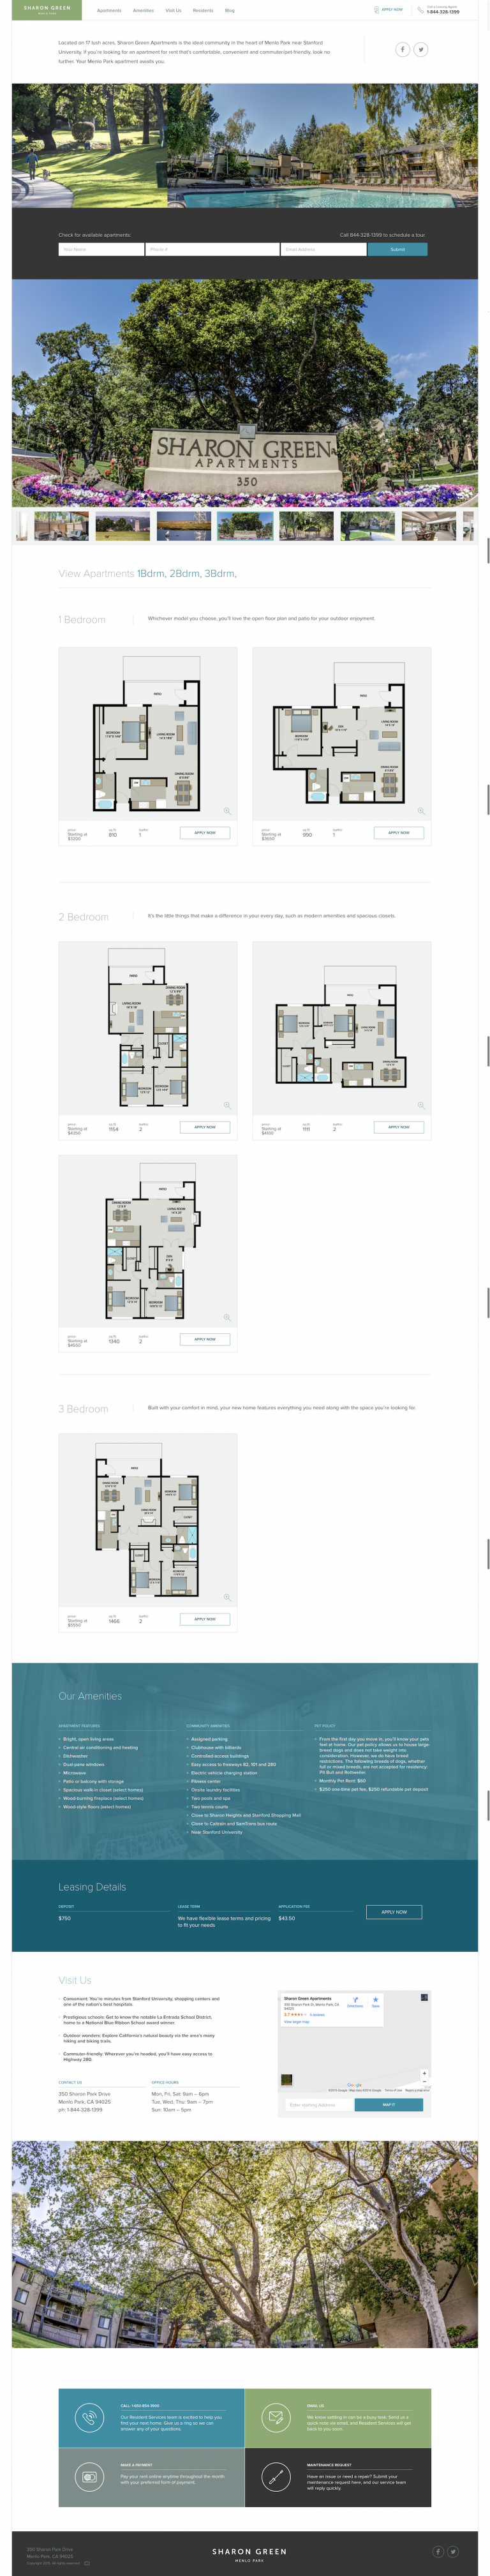 SHARON GREEN
MENLO PARK
Apartments
Amenities
Visit Us
Residents
Blog
APPLY NOW
1-844-328-1399
Located on 17 lush acres, Sharon Green Apartments is the ideal community in the heart of Menlo Park near Stanford
University. If you're looking for an apartment for rent that's comfortable, convenient and commuter/pet-friendly, look no
further. Your Menlo Park apartment awaits you.
Check for available apartments:
Call 844-328-1399 to schedule a tour.
Your Name
Phone #
Email Address
Submit
SHARON GREEN
APARTMENTS
350
View Apartments 1Bdrm, 2Bdrm, 3Bdrm,
1 Bedroom
Whichever model you choose, you'll love the open floor plan and patio for your outdoor enjoyment.
Starting at
810
1
APPLY NOW
Starting at
990
1
APPLY NOW
2 Bedroom
It's the little things that make a difference in your every day, such as modern amenities and spacious closets.
Starting at
1154
2
APPLY NOW
Starting at
1111
2
APPLY NOW
Starting at
1340
2
APPLY NOW
3 Bedroom
Built with your comfort in mind, your new home features everything you need along with the space you're looking for.
Starting at
1466
2
APPLY NOW
Our Amenities
APARTMENT FEATURES
Bright, open living areas
Central air conditioning and heating
Dishwasher
Dual-pane windows
Microwave
Patio or balcony with storage
Spacious walk-in closet (select homes)
Wood-burning fireplace (select homes)
Wood-style floors (select homes)
COMMUNITY AMENITIES
Assigned parking
Clubhouse with billiards
Controlled-access buildings
Easy access to freeways 82, 101 and 280
Electric vehicle charging station
Fitness center
Onsite laundry facilities
Two pools and spa
Two tennis courts
Close to Sharon Heights and Stanford Shopping Mall
Close to Caltrain and SamTrans bus route
Near Stanford University
PET POLICY
From the first day you move in, you'll know your pets
feel at home. Our pet policy allows us to house large
breed dogs and does not take weight into
consideration. However, we do have breed
restrictions. The following breeds of dogs, whether
full or mixed breeds, are not accepted for residency:
Pit Bull and Rottweiler.
Monthly Pet Rent: $60
$250 one-time pet fee, $250 refundable pet deposit
Leasing Details
DEPOSIT
$750
LEASE TERM
We have flexible lease terms and pricing
to fit your needs
APPLICATION FEE
$43.50
APPLY NOW
Visit Us
Convenient: You're minutes from Stanford University, shopping centers and
one of the nation's best hospitals.
Prestigious schools: Get to know the notable La Entrada School District,
home to a National Blue Ribbon School award winner.
Outdoor wonders: Explore California's natural beauty via the area's many
hiking and biking trails.
Commuter-friendly: Wherever you're headed, you'll have easy access to
Highway 280.
CONTACT US
350 Sharon Park Drive
Menlo Park, CA 94025
ph: 1-844-328-1399
OFFICE HOURS
Mon, Fri, Sat: 9am – 6pm
Tue, Wed, Thu: 9am – 7pm
Sun: 10am – 5pm
Sharon Green Apartments
350 Sharon Park Dr, Menlo Park, CA
94025
Directions
Save
View larger map
Google
Enter starting Address
MAP IT
Our Resident Services team is excited to help you
find your next home. Give us a ring so we can
answer any of your questions.
EMAIL US
We know settling in can be a busy task. Send us a
quick note via email, and Resident Services will get
back to you soon.
MAKE A PAYMENT
Pay your rent online anytime throughout the month
with your preferred form of payment.
MAINTENANCE REQUEST
Have an issue or need a repair? Submit your
maintenance request here, and our service team
will reply quickly.
350 Sharon Park Drive
Menlo Park, CA 94025
SHARON GREEN
MENLO PARK